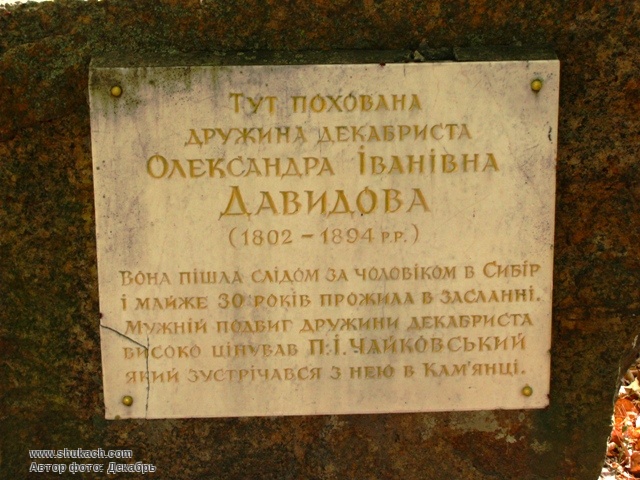 Тут похована
дружина декабриста
Олександра Іванівна
Давидова
(1802 – 1894 р.р.)
Вона пішла слідом за чоловіком в Сибір
і майже 30 років прожила в засланні.
Мужній подвиг дружини декабриста
високо цінував П.І. Чайковський
який зустрічався з нею в Кам'янці.
www.shukach.com
Автор фото: Декабрь